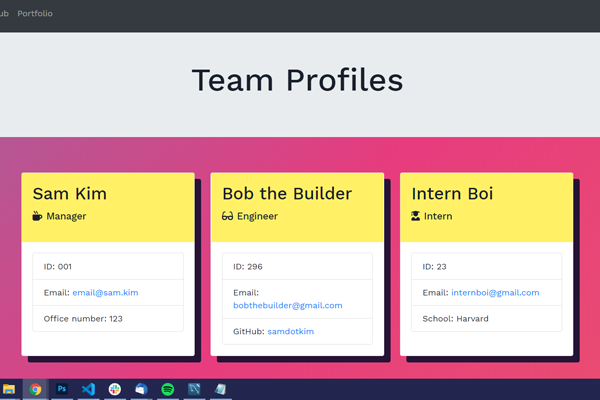 ub Portfolio
Team Profiles
Sam Kim
Manager
ID: 001
Email: email@sam.kim
Office number: 123
Bob the Builder
Engineer
ID: 296
Email:
bobthebuilder@gmail.com
GitHub: samdotkim
Intern Boi
Intern
ID: 23
Email: internboi@gmail.com
School: Harvard
Ps